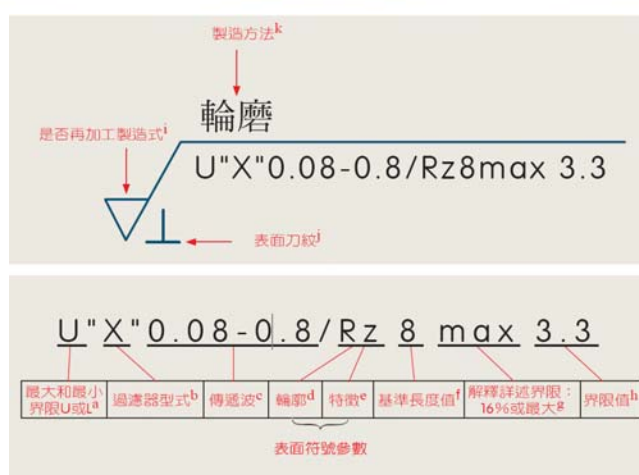 製造方法k
輪磨
是否再加工製造式i
U"X"0.08-0.8/Rz8max 3.3
表面刀紋j
U"X"0.08-0.8/Rz 8 max 3.3
最大和最小界限U或La
過濾器型式b
傳遞波c
輪廓d
特徵e
基準長度值f
解釋詳述界限：16%或最大g
界限值h
表面符號參數